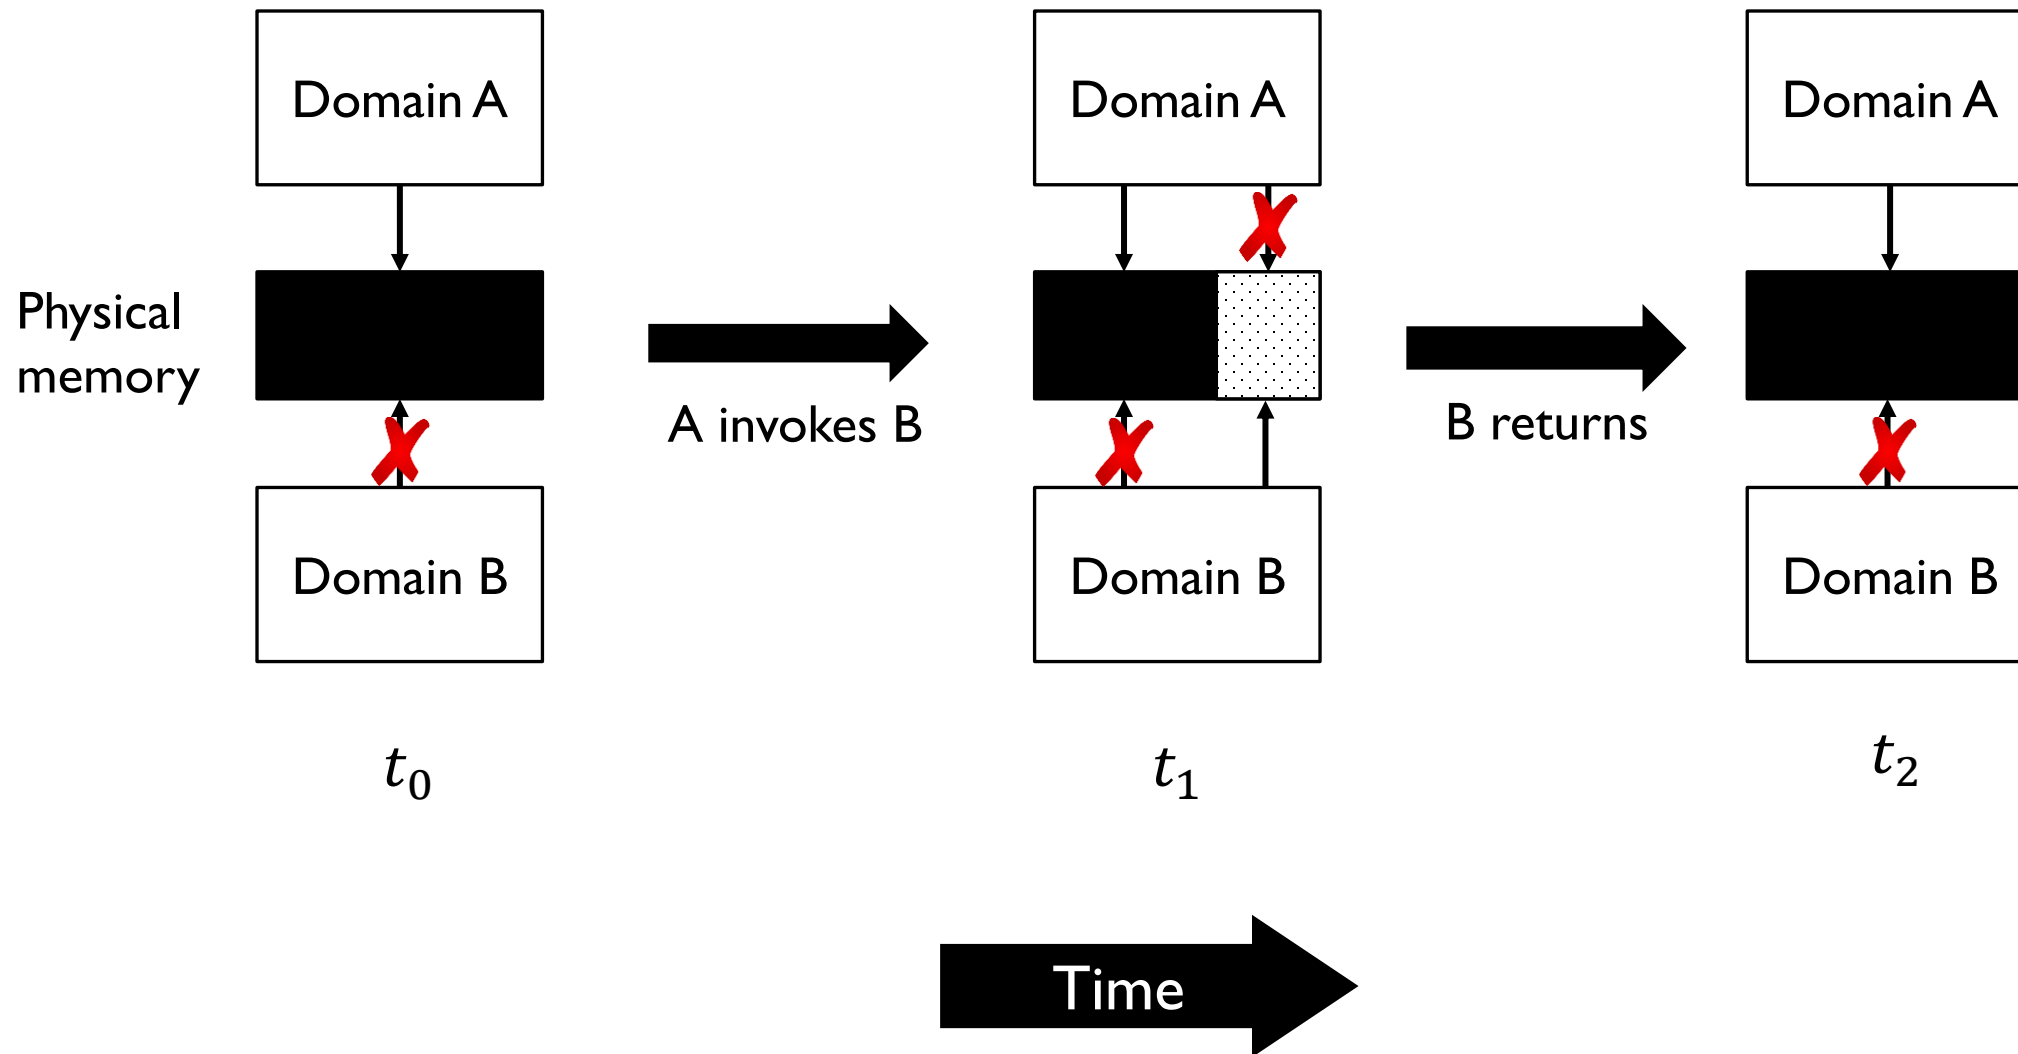 Domain A
Domain A
Domain A
Physical
memory
A invokes B
B returns
Domain B
Domain B
Domain B
t₀
t₁
t₂
Time